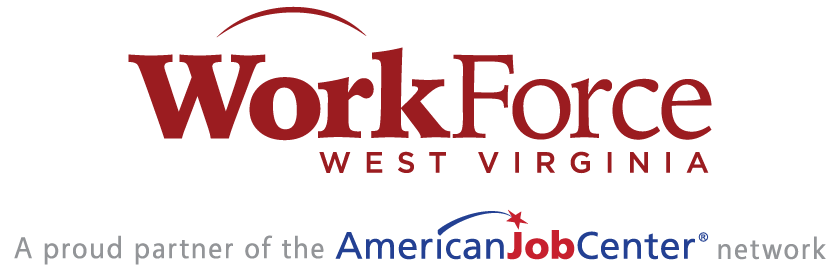 WorkForce
WEST VIRGINIA
A proud partner of the AmericanJobCenter® network